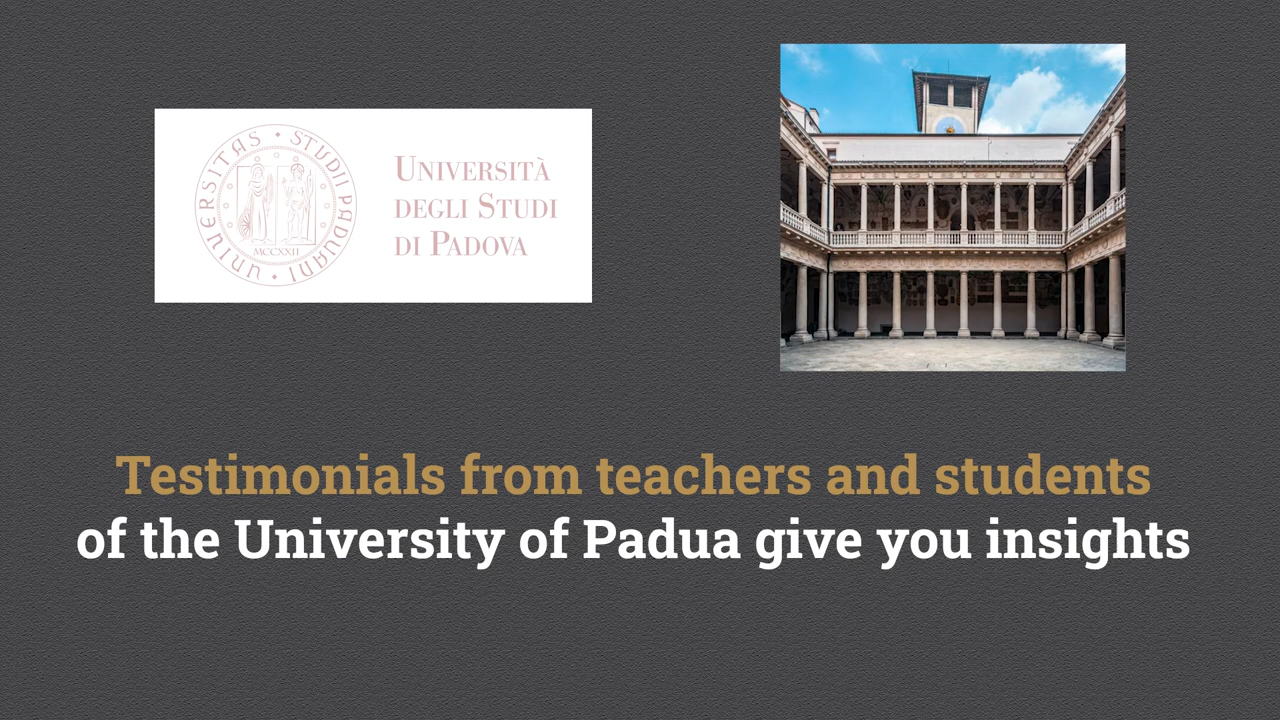 UNIVERSITAS STUDII PADUANI
MCCXXII
UNIVERSITÀ
DEGLI STUDI
DI PADOVA
Testimonials from teachers and students
of the University of Padua give you insights